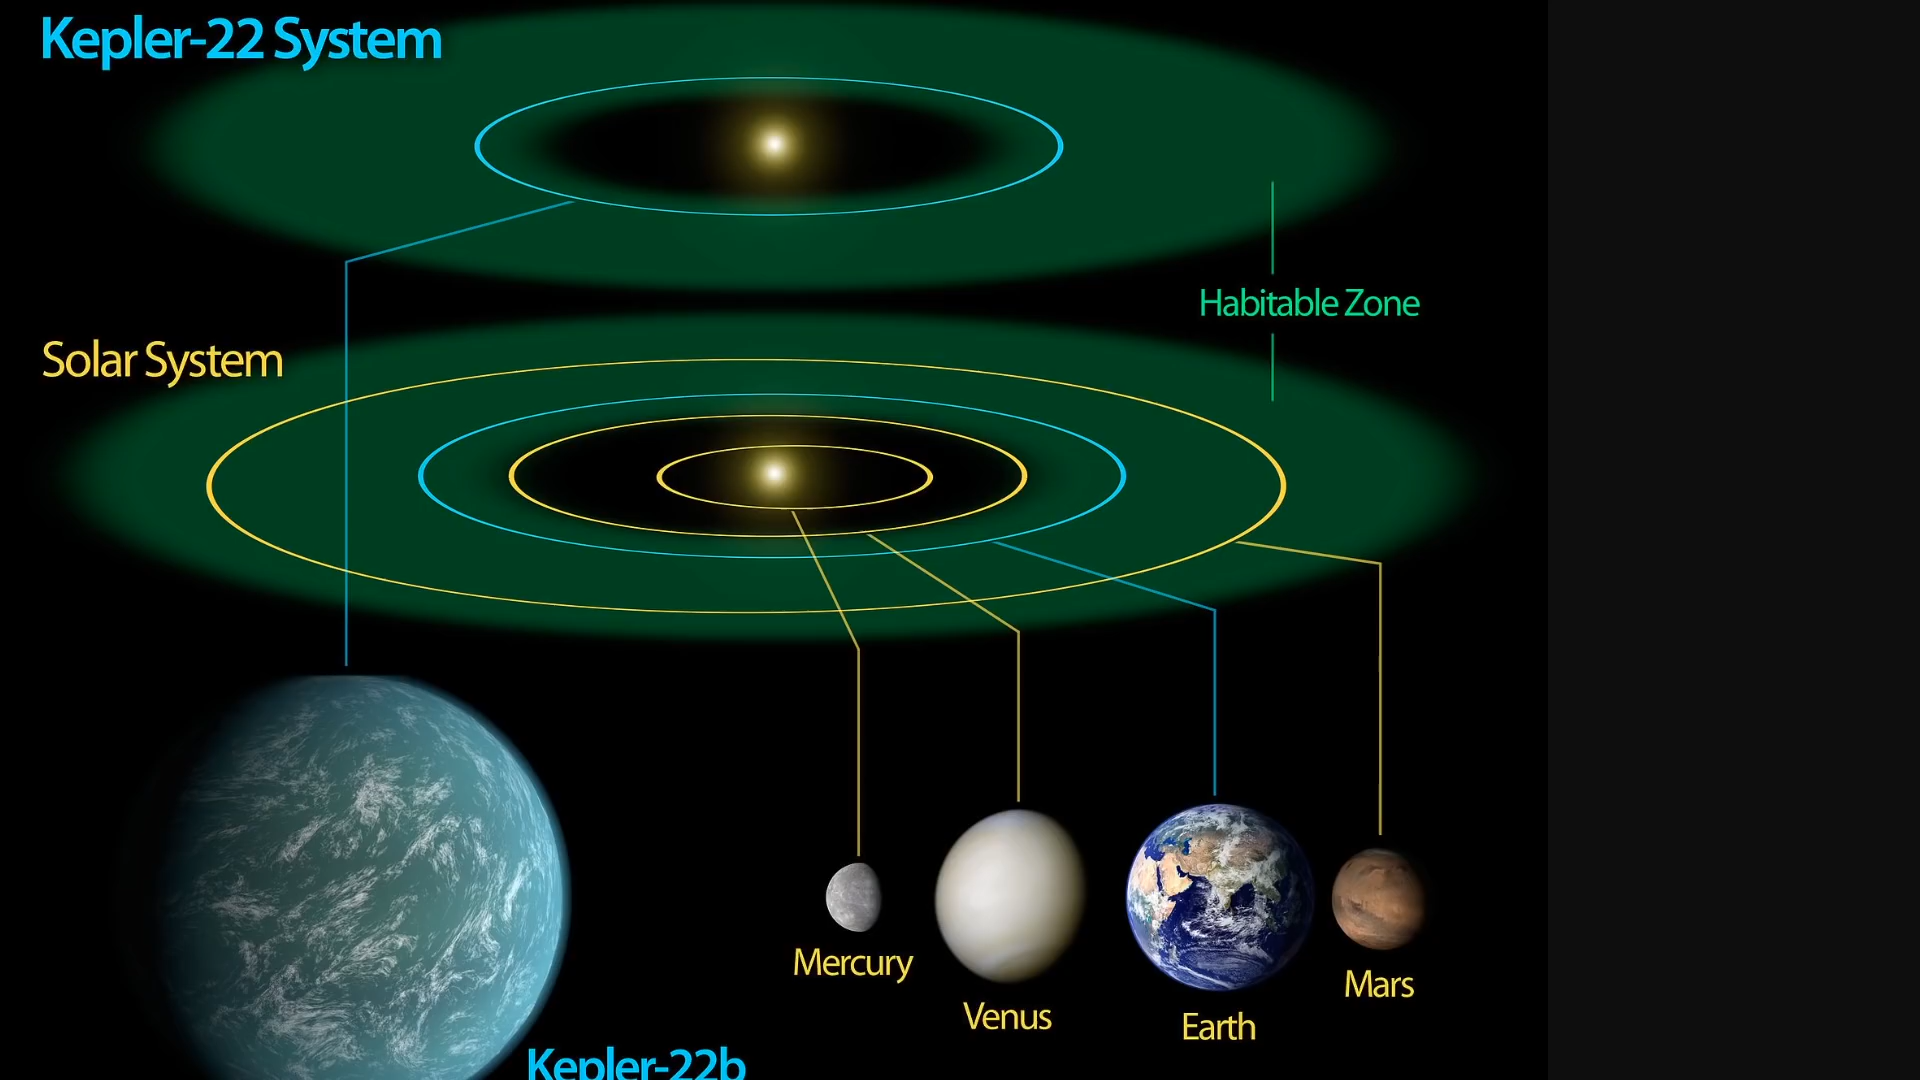 Kepler-22 System
Habitable Zone
Solar System
Mercury
Venus
Earth
Mars
Kepler-22b